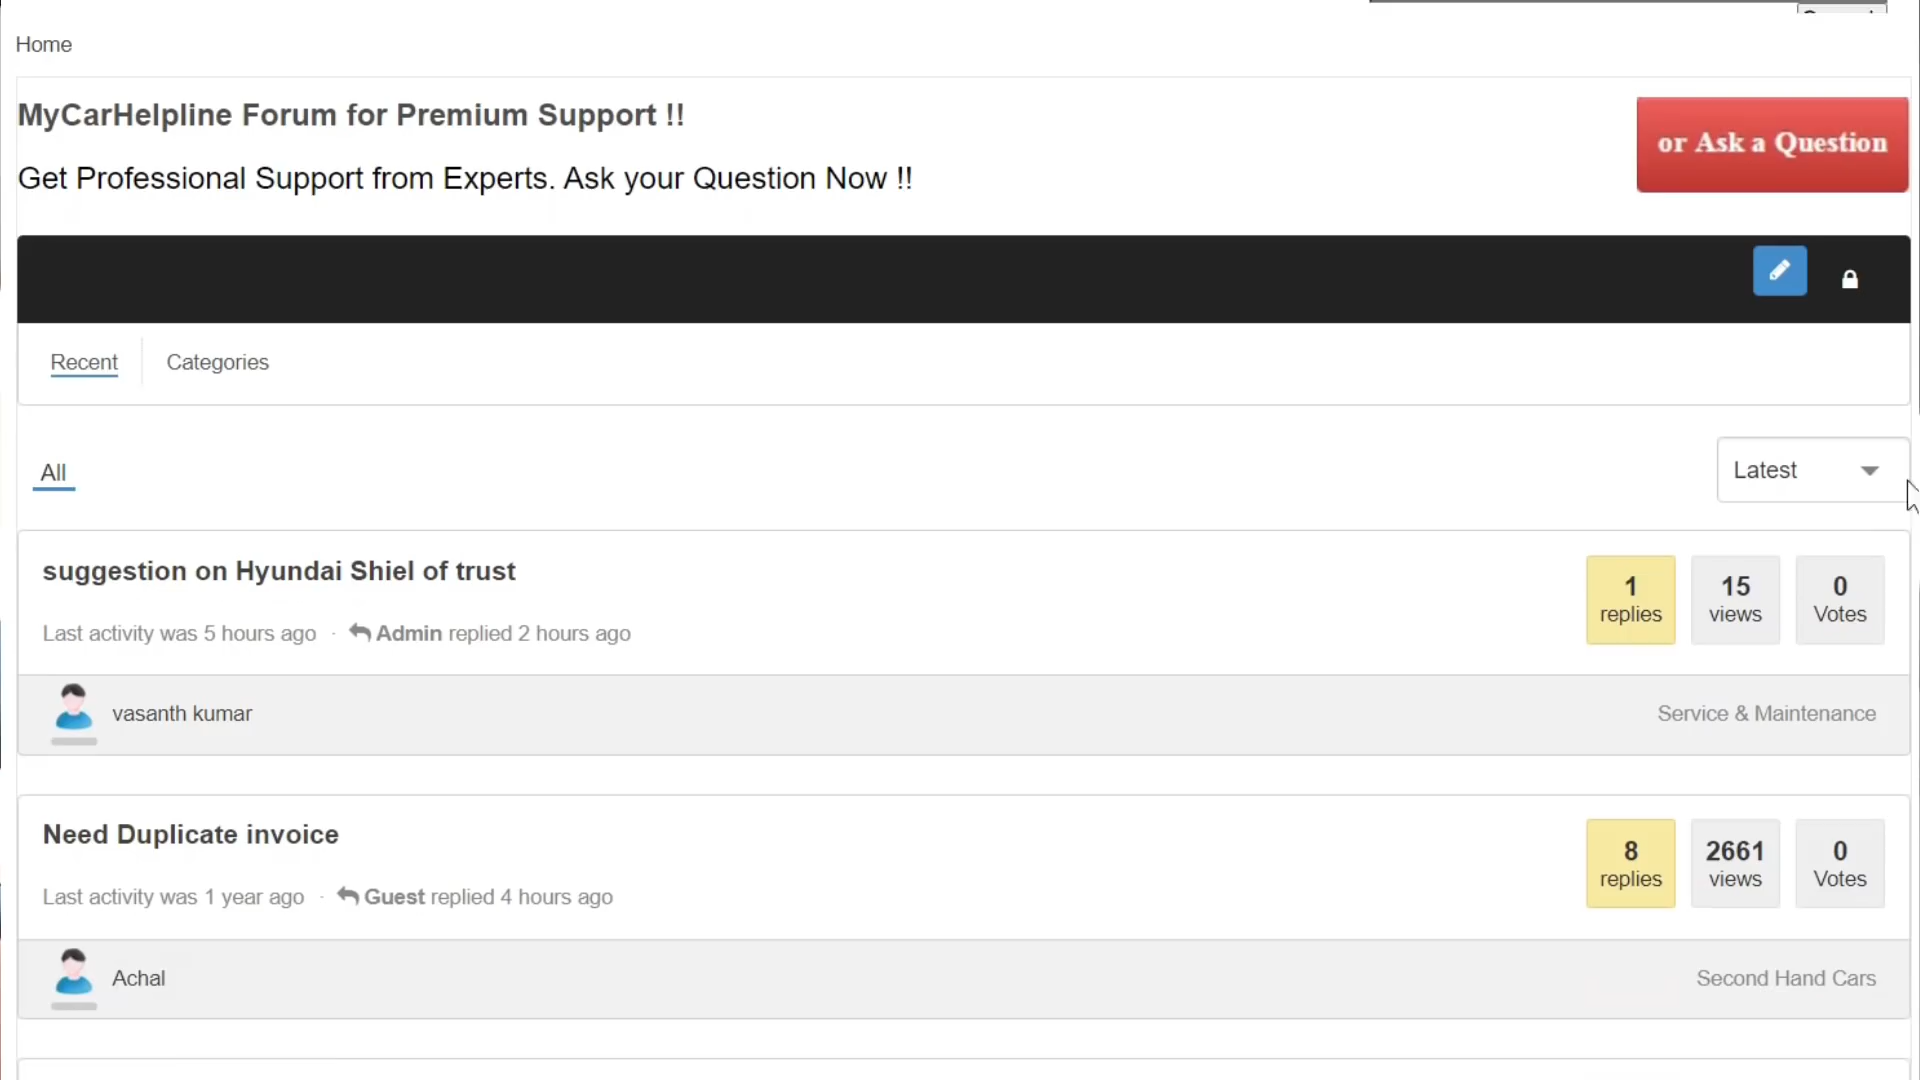 Home
MyCarHelpline Forum for Premium Support !!
or Ask a Question
Get Professional Support from Experts. Ask your Question Now !!
Recent
Categories
All
Latest
suggestion on Hyundai Shiel of trust
1 replies
15 views
0 Votes
Last activity was 5 hours ago · Admin replied 2 hours ago
vasanth kumar
Service & Maintenance
Need Duplicate invoice
8 replies
2661 views
0 Votes
Last activity was 1 year ago · Guest replied 4 hours ago
Achal
Second Hand Cars